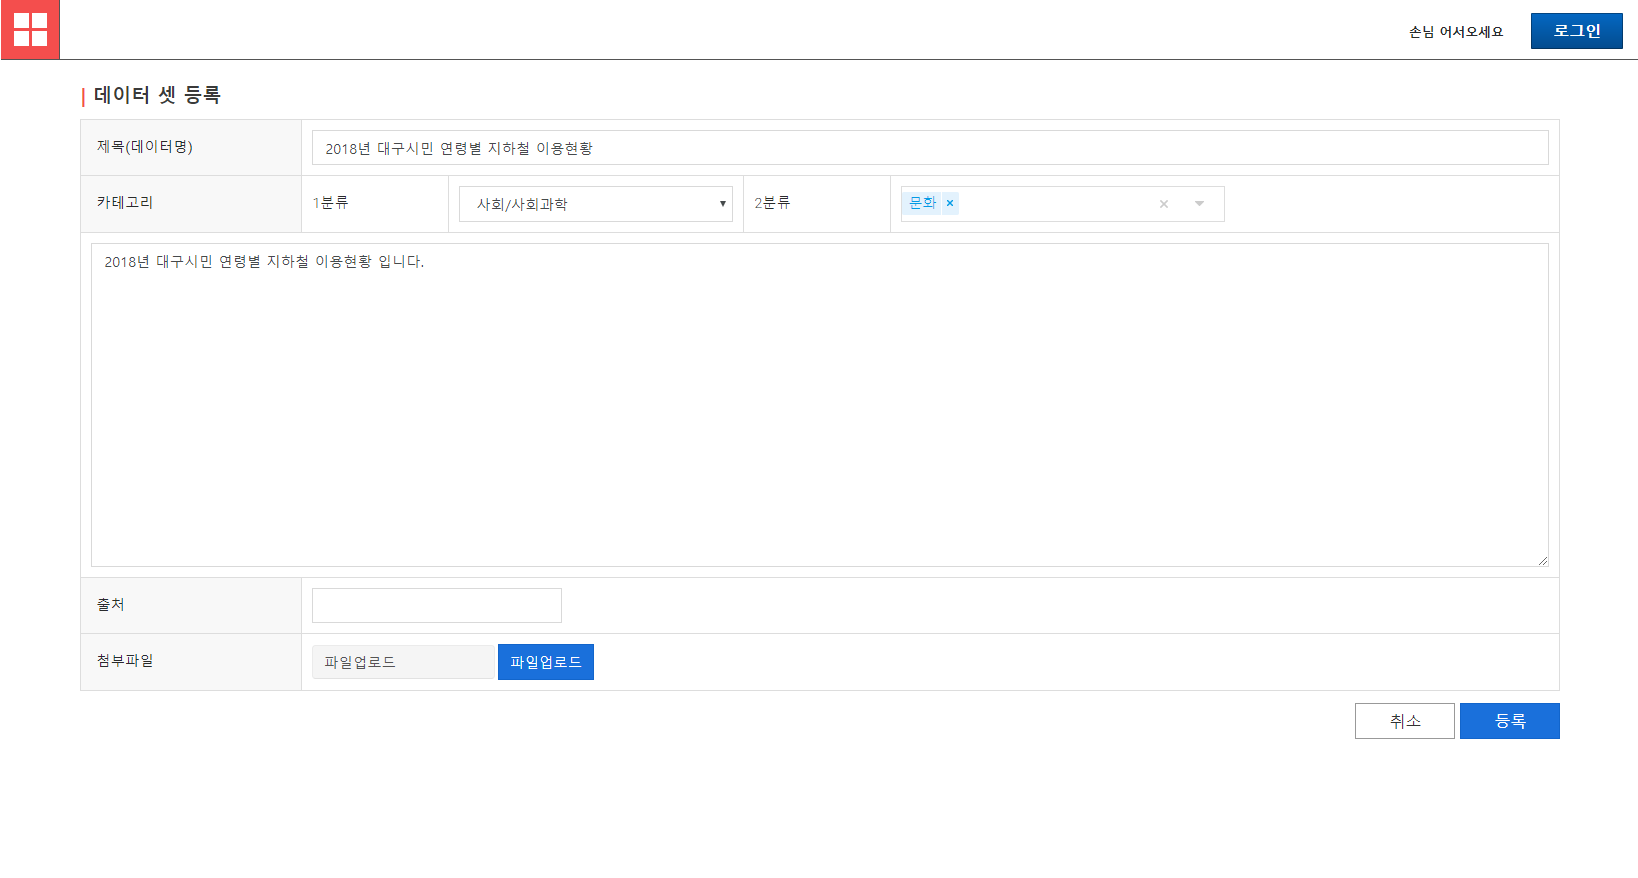 손님 어서오세요
로그인
데이터 셋 등록
제목(데이터명)
2018년 대구시민 연령별 지하철 이용현황
카테고리
1분류
사회/사회과학
2분류
문화 ×
2018년 대구시민 연령별 지하철 이용현황 입니다.
출처
첨부파일
파일업로드
파일업로드
취소
등록